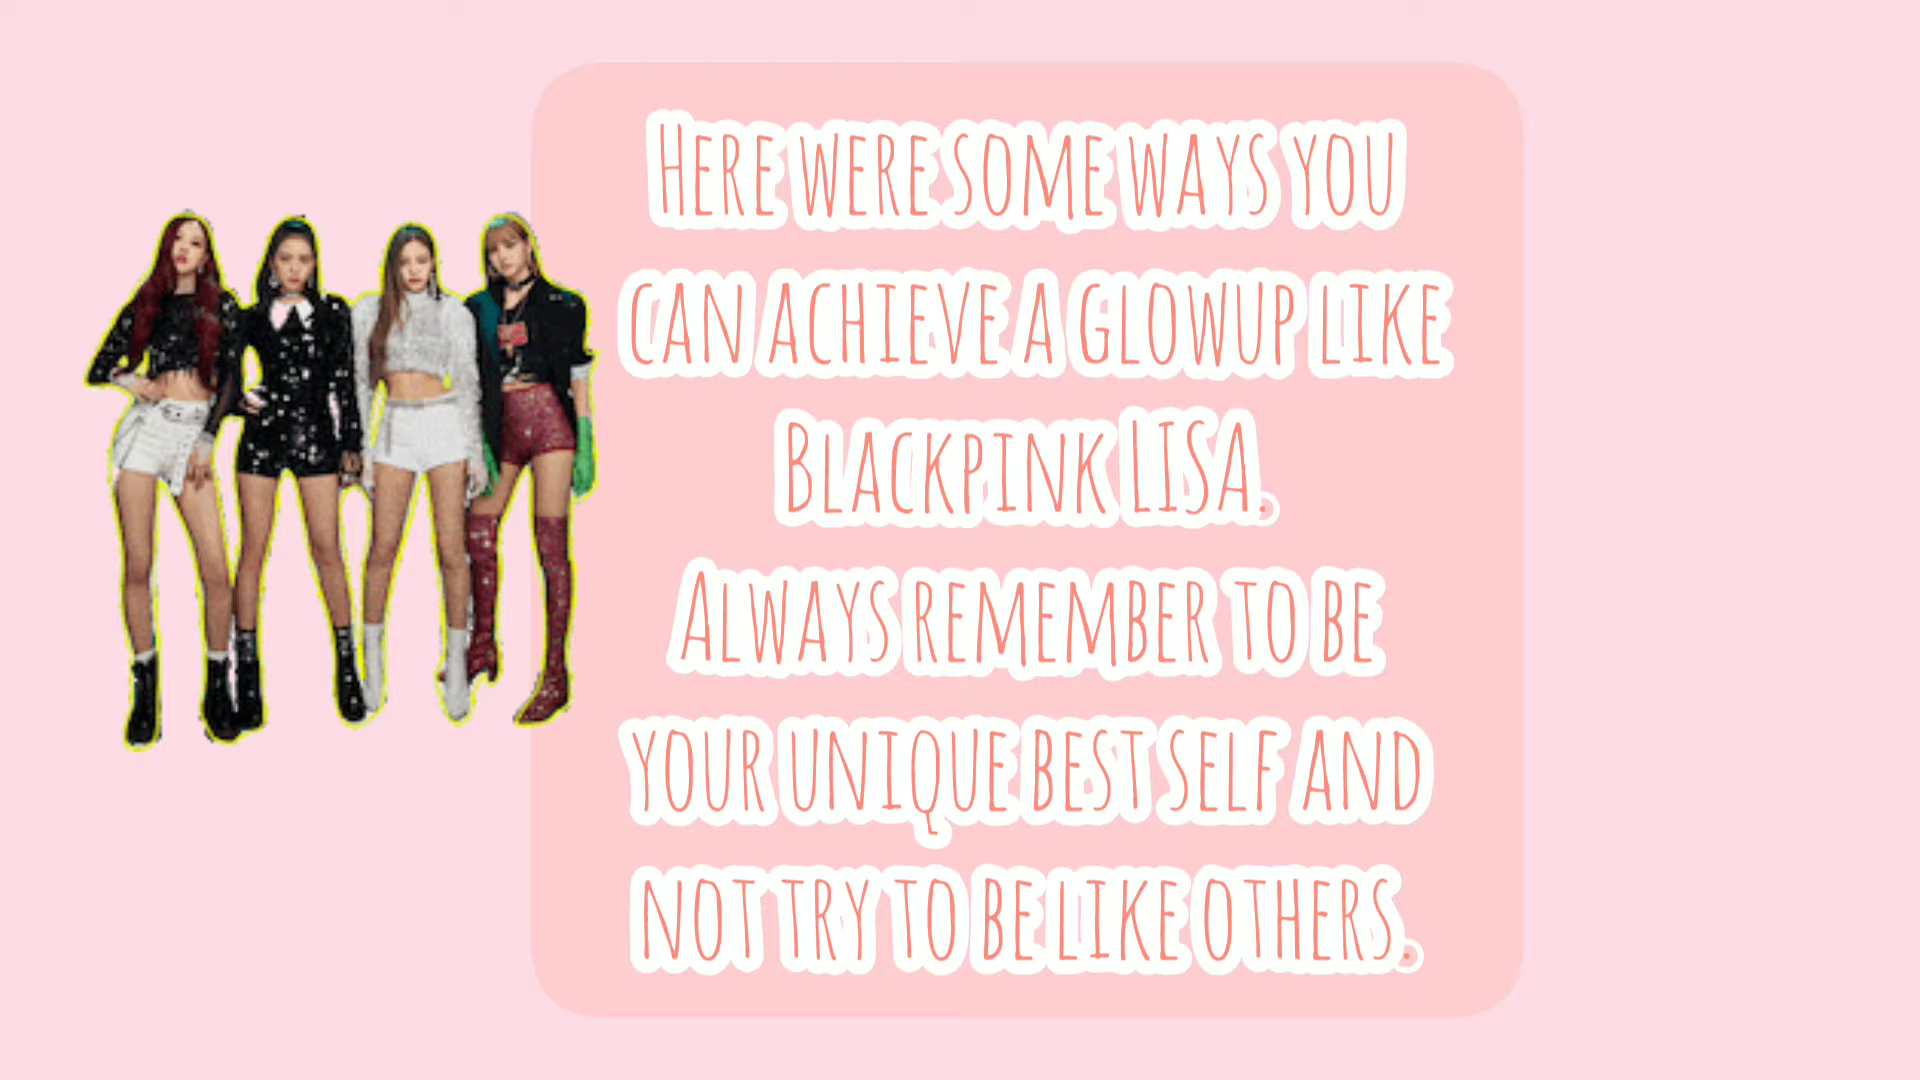 Here were some ways you
can achieve a glowup like
Blackpink LISA.
Always remember to be
your unique best self and
not try to be like others.